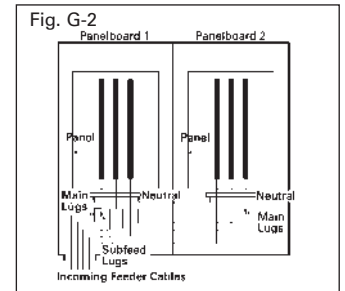 Fig. G-2
Panelboard 1
Panelboard 2
Panel
Panel
Main
Lugs
Neutral
Neutral
Main
Lugs
Subfeed
Lugs
Incoming Feeder Cables